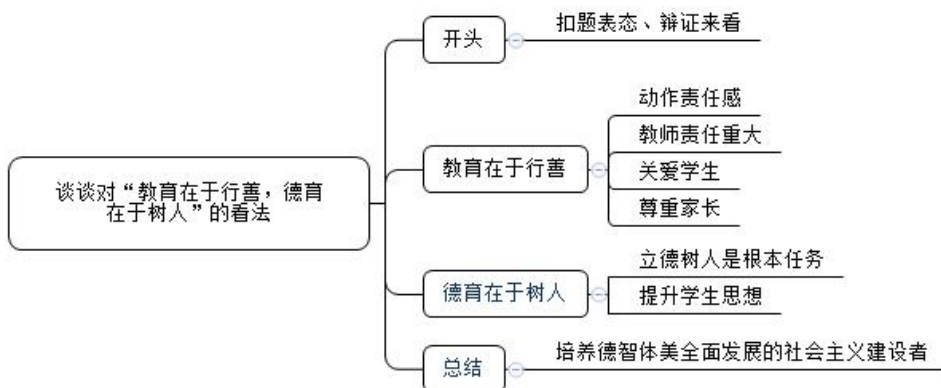 谈谈对“教育在于行善，德育
在于树人”的看法
开头
扣题表态、辩证来看
教育在于行善
动作责任感
教师责任重大
关爱学生
尊重家长
德育在于树人
立德树人是根本任务
提升学生思想
总结
培养德智体美全面发展的社会主义建设者